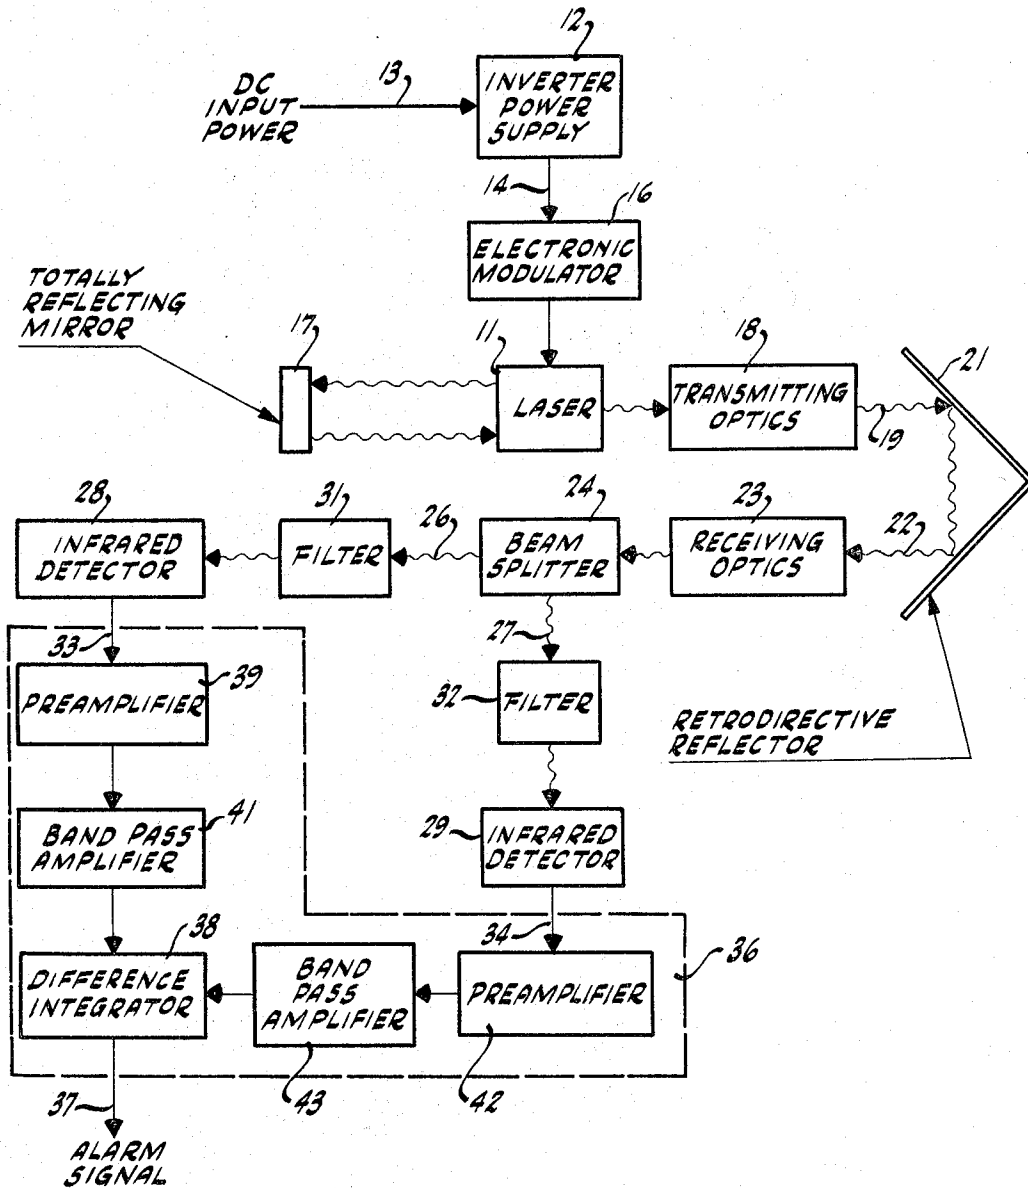 12
DC
INPUT
POWER
13
INVERTER
POWER
SUPPLY
14
16
ELECTRONIC
MODULATOR
TOTALLY
REFLECTING
MIRROR
17
11
LASER
18
TRANSMITTING
OPTICS
19
21
28
INFRARED
DETECTOR
31
FILTER
26
24
BEAM
SPLITTER
23
RECEIVING
OPTICS
22
33
27
39
PREAMPLIFIER
32
FILTER
RETRODIRECTIVE
REFLECTOR
41
BAND PASS
AMPLIFIER
29
INFRARED
DETECTOR
34
38
DIFFERENCE
INTEGRATOR
BAND
PASS
AMPLIFIER
PREAMPLIFIER
36
43
42
37
ALARM
SIGNAL